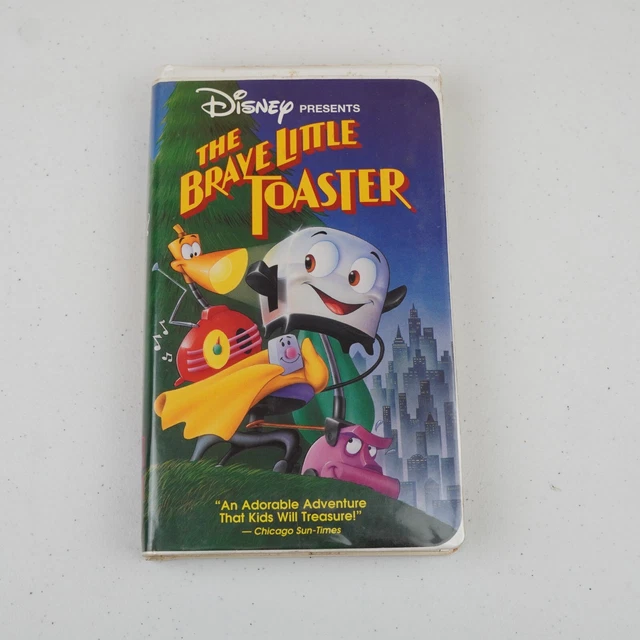 Disney PRESENTS
THE
BRAVE LITTLE
TOASTER
"An Adorable Adventure
That Kids Will Treasure!"
— Chicago Sun-Times